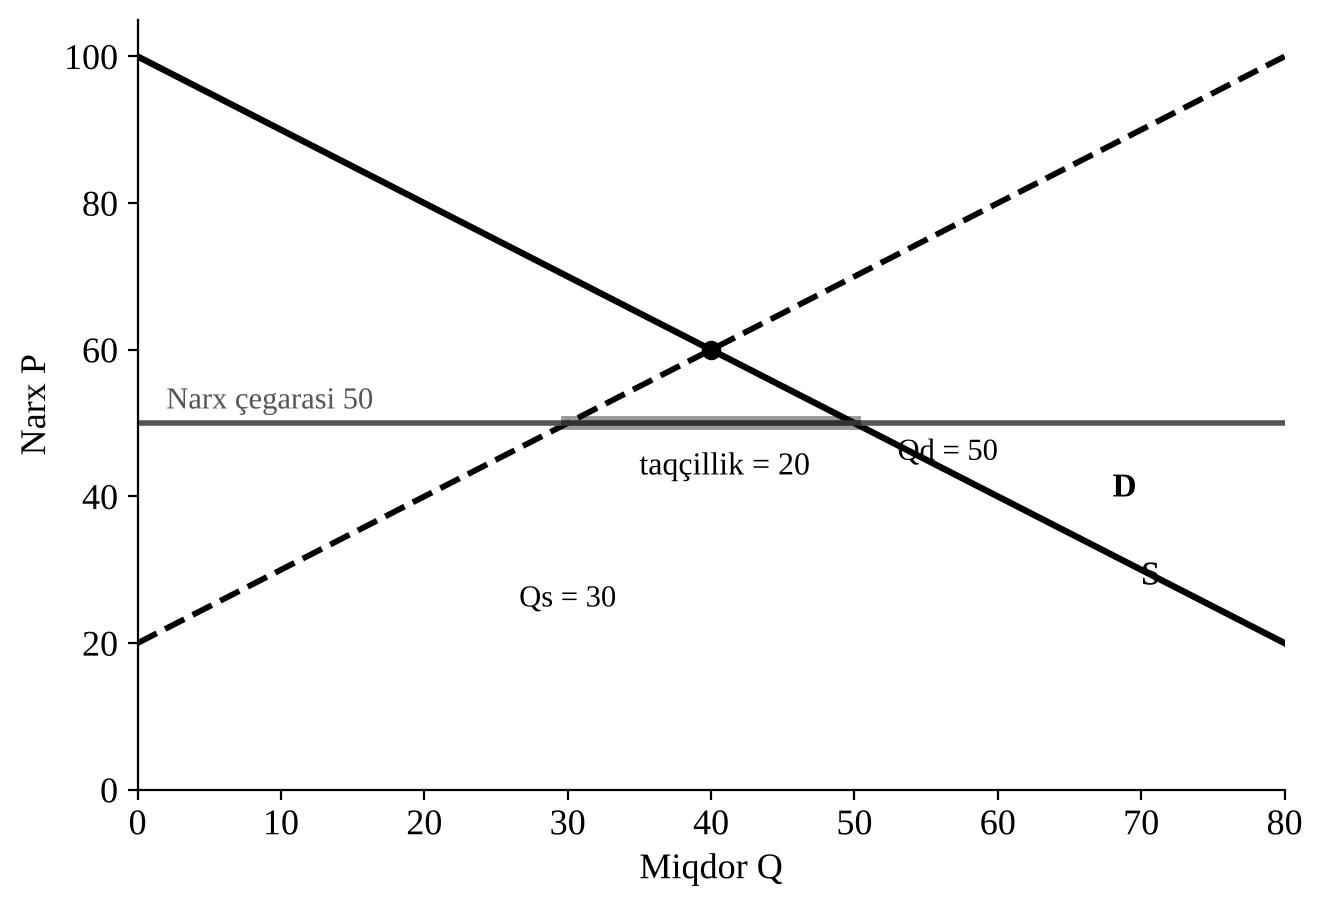 100
80
60
40
20
0
Narx P
Narx çegarasi 50
taqçillik = 20
Qd = 50
D
S
Qs = 30
0 10 20 30 40 50 60 70 80
Miqdor Q